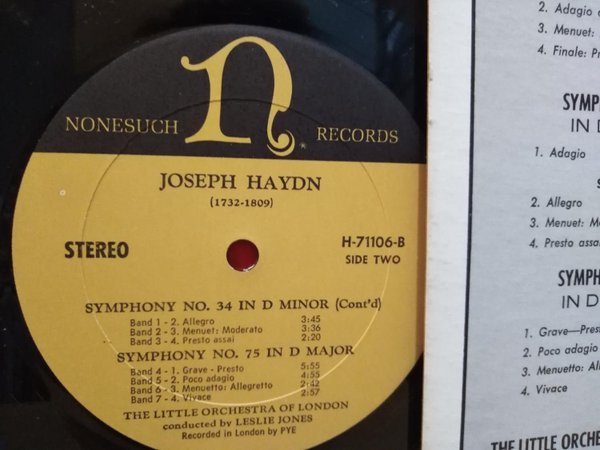 n
NONESUCH RECORDS
JOSEPH HAYDN
(1732-1809)
STEREO
H-71106-B
SIDE TWO
SYMPHONY NO. 34 IN D MINOR (Cont'd)
Band 1 - 2. Allegro 3:45
Band 2 - 3. Menuet: Moderato 3:36
Band 3 - 4. Presto assai 2:20
SYMPHONY NO. 75 IN D MAJOR
Band 4 - 1. Grave - Presto 5:55
Band 5 - 2. Poco adagio 4:55
Band 6 - 3. Menuetto: Allegretto 2:42
Band 7 - 4. Vivace 2:57
THE LITTLE ORCHESTRA OF LONDON
conducted by LESLIE JONES
Recorded in London by PYE
2. Adagio
3. Menuet:
4. Finale:
SYMP
IN D
1. Adagio
2. Allegro
3. Menuet:
4. Presto assai
SYMPH
IN D
1. Grave—Pres
2. Poco adagio
3. Menuetto: Al
4. Vivace
THE LITTLE ORCHE